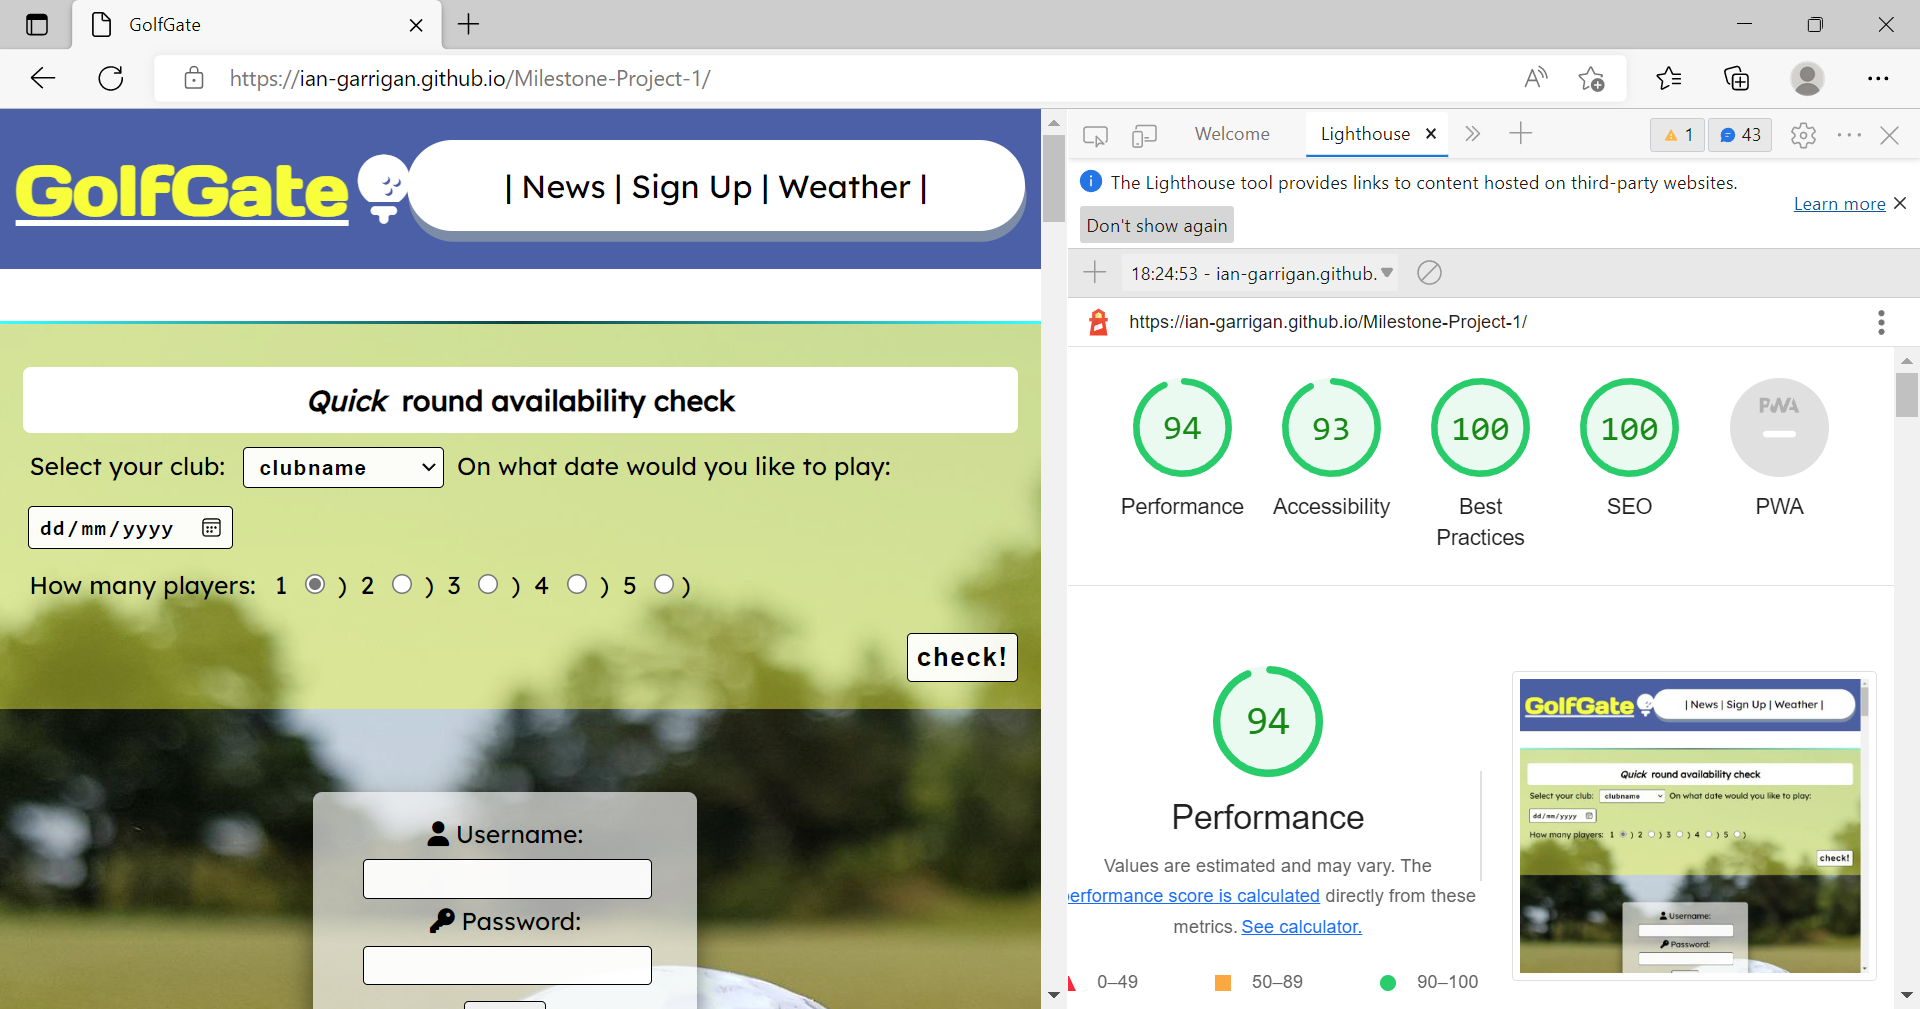 GolfGate
https://ian-garrigan.github.io/Milestone-Project-1/
GolfGate
| News | Sign Up | Weather |
Quick round availability check
Select your club: clubname On what date would you like to play:
dd/mm/yyyy
How many players: 1 ) 2 ) 3 ) 4 ) 5 )
check!
Username:
Password:
Welcome
Lighthouse
1
43
The Lighthouse tool provides links to content hosted on third-party websites.
Learn more
Don't show again
18:24:53 - ian-garrigan.github.
https://ian-garrigan.github.io/Milestone-Project-1/
94 93 100 100 PWA
Performance Accessibility Best Practices SEO PWA
94
Performance
Values are estimated and may vary. The
erformance score is calculated directly from these
metrics. See calculator.
0–49 50–89 90–100
GolfGate
| News | Sign Up | Weather |
Quick round availability check
Select your club: clubname On what date would you like to play:
dd/mm/yyyy
How many players: 1 ) 2 ) 3 ) 4 ) 5 )
check!
Username:
Password: